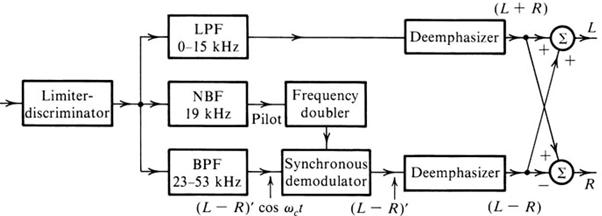 (L + R)
LPF
0–15 kHz
Deemphasizer
Σ
L
+
+
Limiter-
discriminator
NBF
19 kHz
Pilot
Frequency
doubler
BPF
23–53 kHz
Synchronous
demodulator
Deemphasizer
+
−
Σ
R
(L − R)′ cos ω_c t
(L − R)′
(L − R)